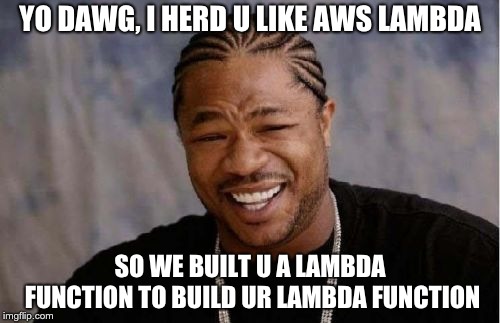 YO DAWG, I HERD U LIKE AWS LAMBDA
SO WE BUILT U A LAMBDA
FUNCTION TO BUILD UR LAMBDA FUNCTION
imgflip.com